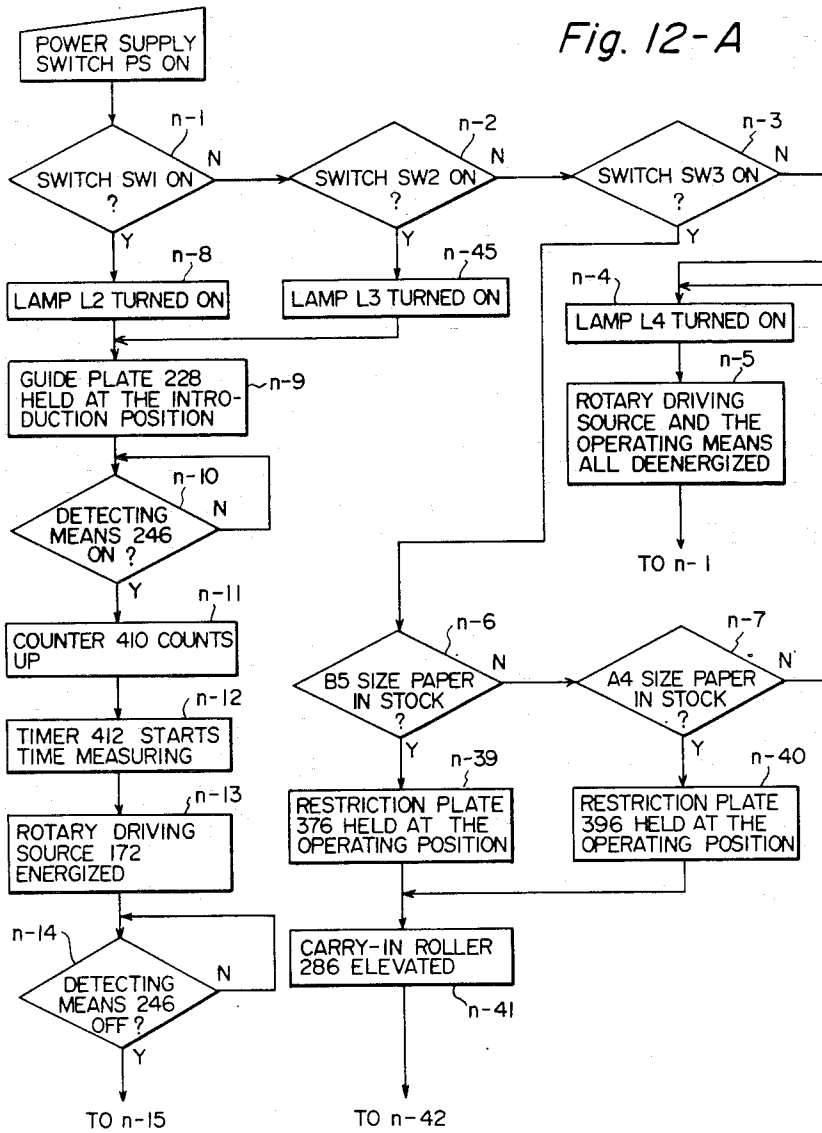 Fig. 12-A
POWER SUPPLY
SWITCH PS ON
n-1
SWITCH SW1 ON
?
N
Y
n-2
SWITCH SW2 ON
?
N
Y
n-3
SWITCH SW3 ON
?
N
Y
n-8
LAMP L2 TURNED ON
n-45
LAMP L3 TURNED ON
n-4
LAMP L4 TURNED ON
n-9
GUIDE PLATE 228
HELD AT THE INTRO-
DUCTION POSITION
n-5
ROTARY DRIVING
SOURCE AND THE
OPERATING MEANS
ALL DEENERGIZED
TO n-1
n-10
DETECTING
MEANS 246
ON ?
N
Y
n-11
COUNTER 410 COUNTS
UP
n-6
B5 SIZE PAPER
IN STOCK
?
N
Y
n-7
A4 SIZE PAPER
IN STOCK
?
N
Y
n-12
TIMER 412 STARTS
TIME MEASURING
n-39
RESTRICTION PLATE
376 HELD AT THE
OPERATING POSITION
n-40
RESTRICTION PLATE
396 HELD AT THE
OPERATING POSITION
n-13
ROTARY DRIVING
SOURCE 172
ENERGIZED
n-14
DETECTING
MEANS 246
OFF ?
N
Y
CARRY-IN ROLLER
286 ELEVATED
n-41
TO n-15
TO n-42